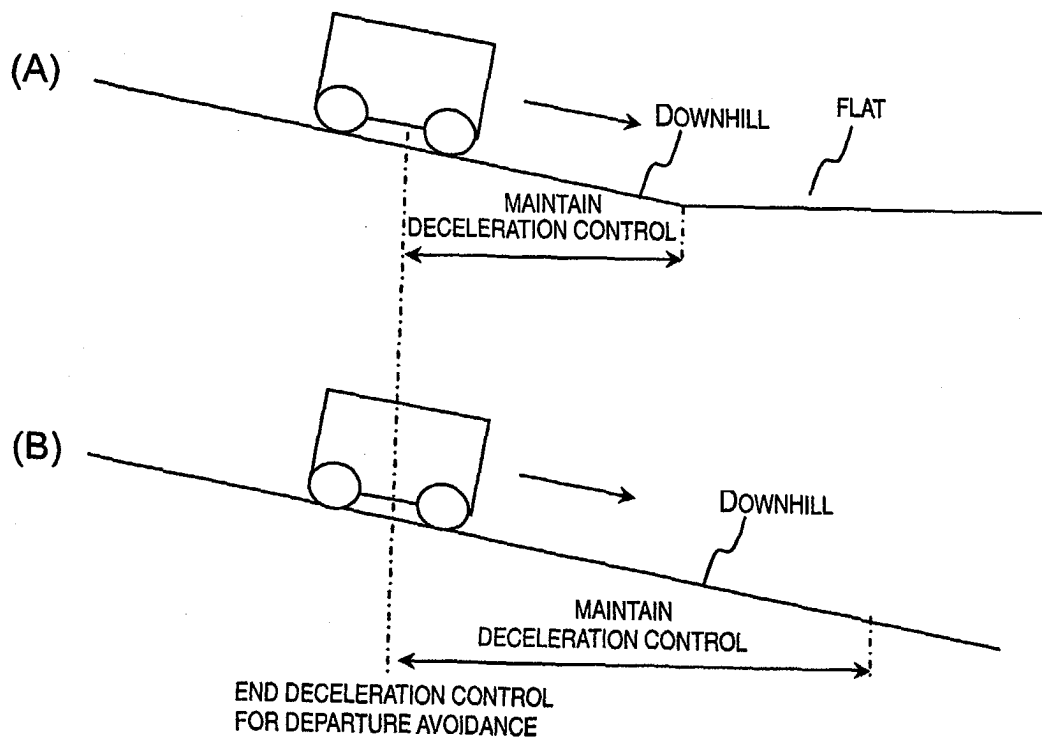 (A)
DOWNHILL
FLAT
MAINTAIN
DECELERATION CONTROL
(B)
DOWNHILL
MAINTAIN
DECELERATION CONTROL
END DECELERATION CONTROL
FOR DEPARTURE AVOIDANCE